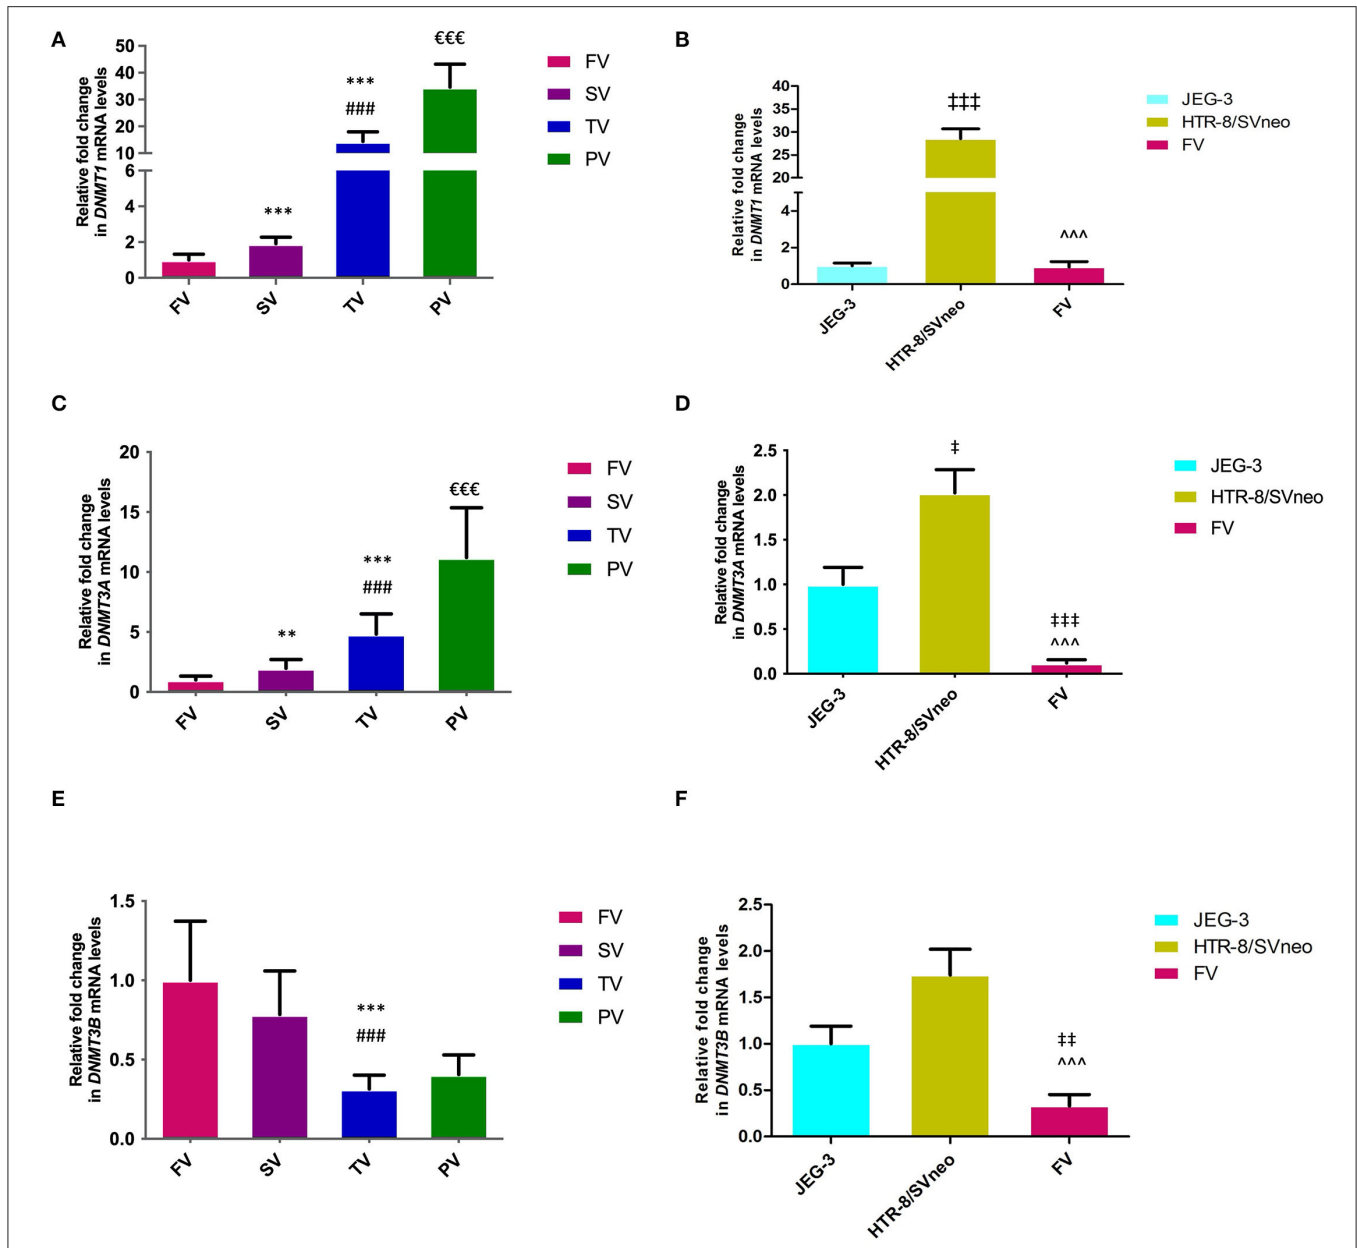 A
Relative fold change
in DNMT1 mRNA levels
50
40
30
20
10
6
4
2
0
***
***
###
€€€
FV
SV
TV
PV
FV
SV
TV
PV
B
Relative fold change
in DNMT1 mRNA levels
40
35
30
25
20
4
2
0
‡‡‡
^^^
JEG-3
HTR-8/SVneo
FV
JEG-3
HTR-8/SVneo
FV
C
Relative fold change
in DNMT3A mRNA levels
20
15
10
5
0
**
***
###
€€€
FV
SV
TV
PV
FV
SV
TV
PV
D
Relative fold change
in DNMT3A mRNA levels
2.5
2.0
1.5
1.0
0.5
0.0
‡
‡‡‡
^^^
JEG-3
HTR-8/SVneo
FV
JEG-3
HTR-8/SVneo
FV
E
Relative fold change
in DNMT3B mRNA levels
1.5
1.0
0.5
0.0
***
###
FV
SV
TV
PV
FV
SV
TV
PV
F
Relative fold change
in DNMT3B mRNA levels
2.5
2.0
1.5
1.0
0.5
0.0
‡‡
^^^
JEG-3
HTR-8/SVneo
FV
JEG-3
HTR-8/SVneo
FV